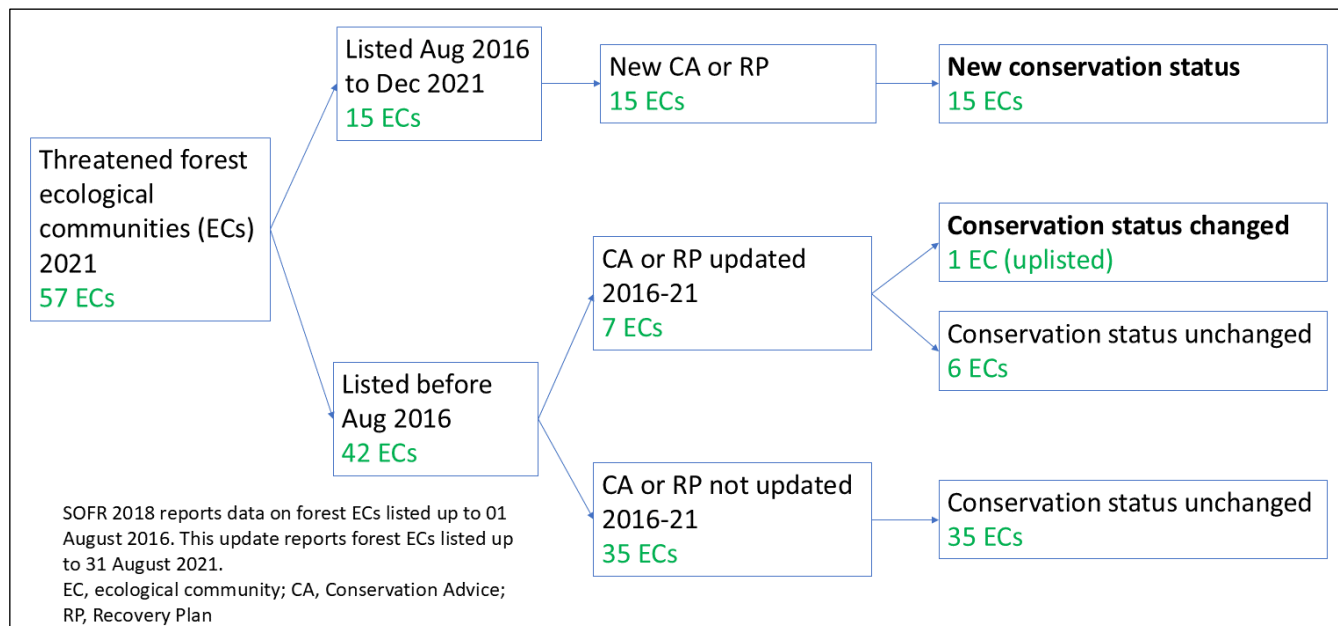 Threatened forest
ecological
communities (ECs)
2021
57 ECs
Listed Aug 2016
to Dec 2021
15 ECs
New CA or RP
15 ECs
New conservation status
15 ECs
Listed before
Aug 2016
42 ECs
CA or RP updated
2016-21
7 ECs
Conservation status changed
1 EC (uplisted)
Conservation status unchanged
6 ECs
CA or RP not updated
2016-21
35 ECs
Conservation status unchanged
35 ECs
SOFR 2018 reports data on forest ECs listed up to 01
August 2016. This update reports forest ECs listed up
to 31 August 2021.
EC, ecological community; CA, Conservation Advice;
RP, Recovery Plan